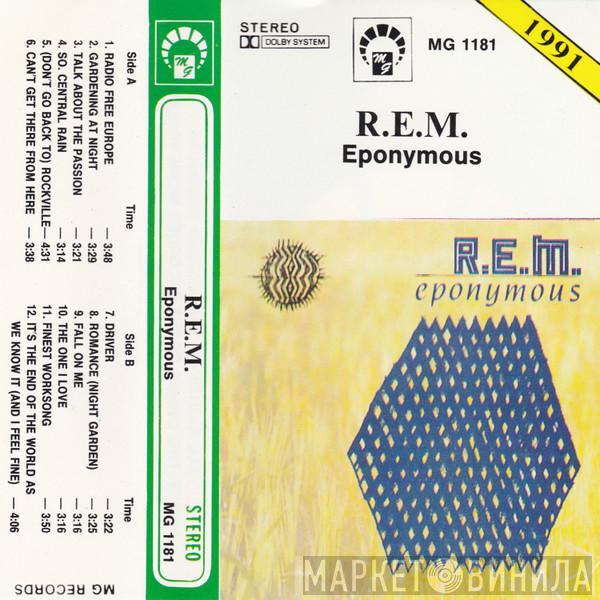 Side A
Time
1. RADIO FREE EUROPE — 3:48
2. GARDENING AT NIGHT — 3:29
3. TALK ABOUT THE PASSION — 3:21
4. SO. CENTRAL RAIN — 3:14
5. (DON'T GO BACK TO) ROCKVILLE— 4:31
6. CAN'T GET THERE FROM HERE — 3:38
Side B
Time
7. DRIVER — 3:22
8. ROMANCE (NIGHT GARDEN) — 3:25
9. FALL ON ME — 3:16
10. THE ONE I LOVE — 3:16
11. FINEST WORKSONG — 3:50
12. IT'S THE END OF THE WORLD AS
WE KNOW IT (AND I FEEL FINE) — 4:06
MG RECORDS
MG
R.E.M.
Eponymous
STEREO
MG 1181
STEREO
DOLBY SYSTEM
MG
MG 1181
1991
R.E.M.
Eponymous
R.E.M.
eponymous
МАРКЕТ ВИНИЛА